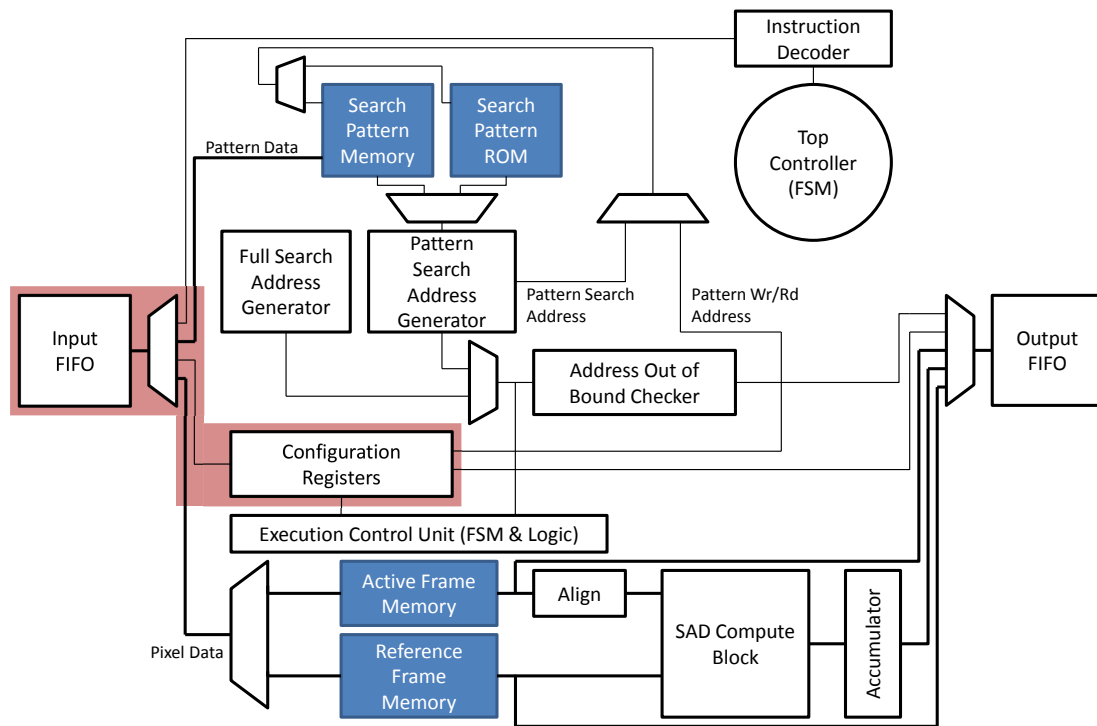 Instruction
Decoder
Top
Controller
(FSM)
Search
Pattern
Memory
Search
Pattern
ROM
Pattern Data
Full Search
Address
Generator
Pattern
Search
Address
Generator
Pattern Search
Address
Pattern Wr/Rd
Address
Input
FIFO
Address Out of
Bound Checker
Output
FIFO
Configuration
Registers
Execution Control Unit (FSM & Logic)
Active Frame
Memory
Align
SAD Compute
Block
Accumulator
Pixel Data
Reference
Frame
Memory